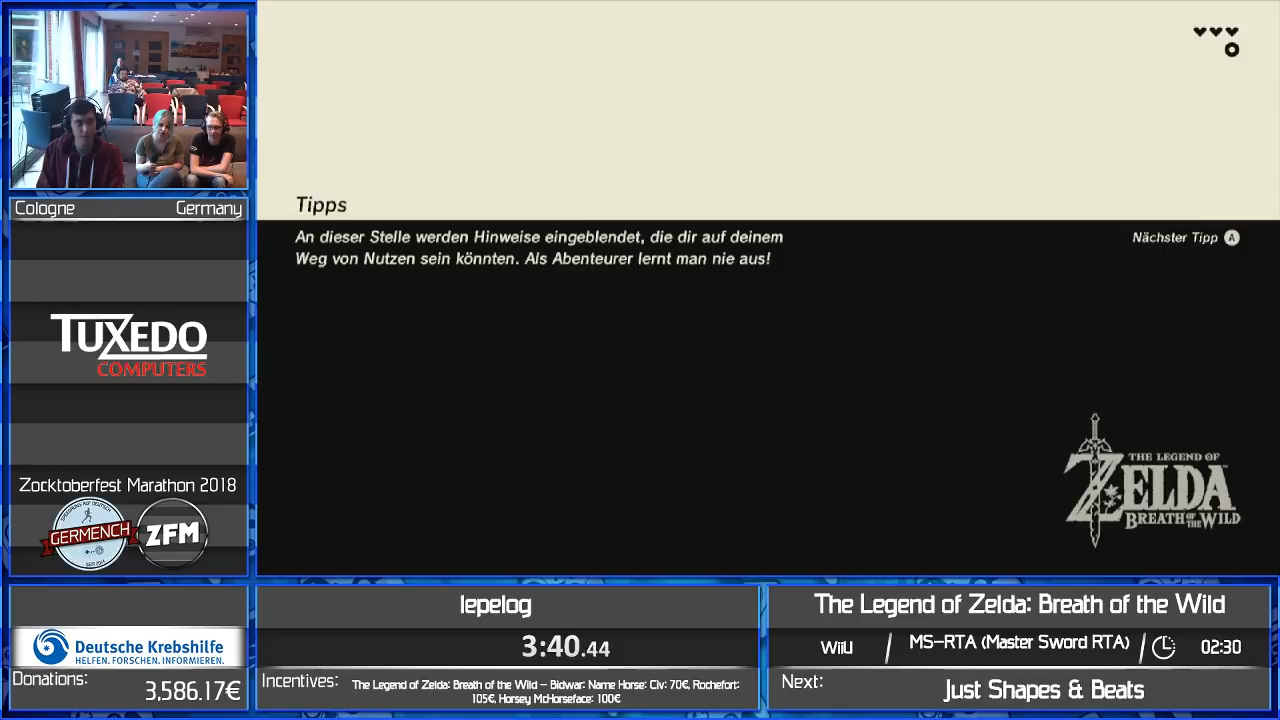 Tipps
An dieser Stelle werden Hinweise eingeblendet, die dir auf deinem
Weg von Nutzen sein könnten. Als Abenteurer lernt man nie aus!
Nächster Tipp A
THE LEGEND OF
ZELDA
BREATH OF THE WILD
Cologne Germany
TUXEDO
COMPUTERS
Zocktoberfest Marathon 2018
GERMENCH
ZFM
Deutsche Krebshilfe
HELFEN. FORSCHEN. INFORMIEREN.
Donations:
3,586.17€
lepelog
3:40.44
Incentives:
The Legend of Zelda: Breath of the Wild – Bidwar: Name Horse: Civ: 70€, Rochefort:
105€, Horsey McHorseface: 100€
The Legend of Zelda: Breath of the Wild
WiiU
MS-RTA (Master Sword RTA)
02:30
Next:
Just Shapes & Beats